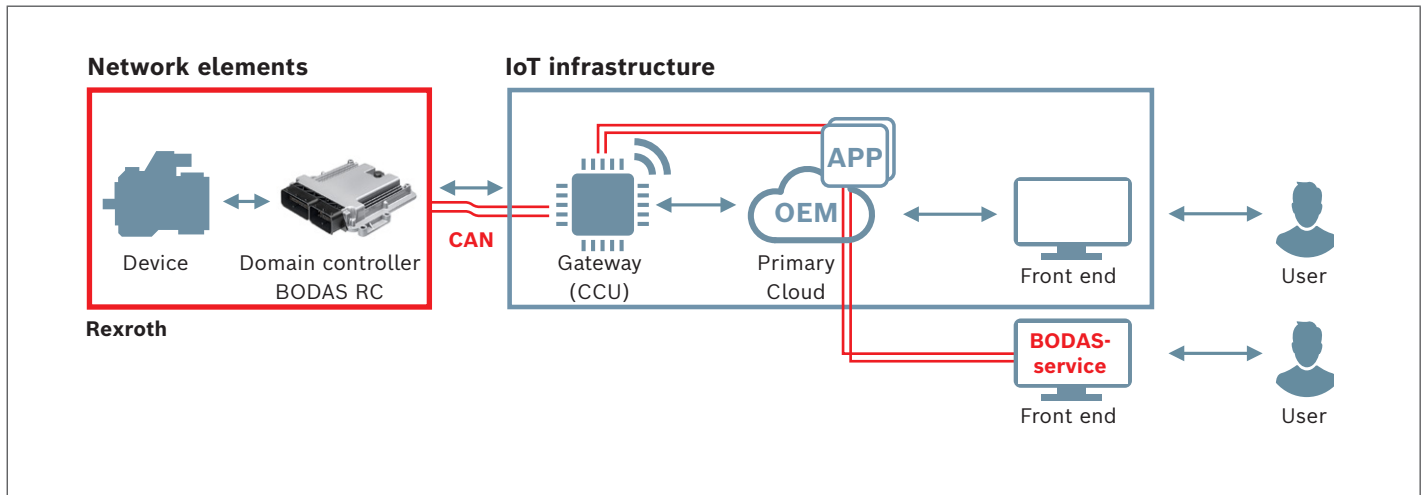 Network elements
IoT infrastructure
APP
OEM
CAN
Device
Domain controller
BODAS RC
Gateway
(CCU)
Primary
Cloud
Front end
User
Rexroth
BODAS-
service
Front end
User